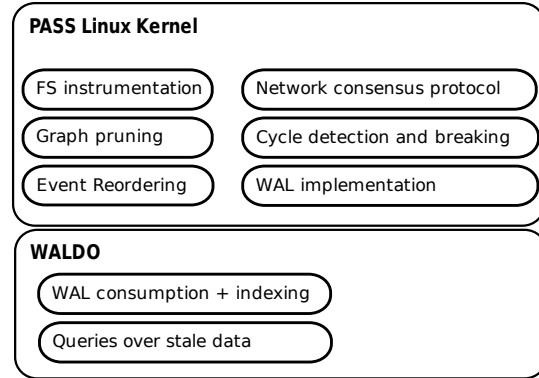 PASS Linux Kernel
FS instrumentation
Network consensus protocol
Graph pruning
Cycle detection and breaking
Event Reordering
WAL implementation
WALDO
WAL consumption + indexing
Queries over stale data